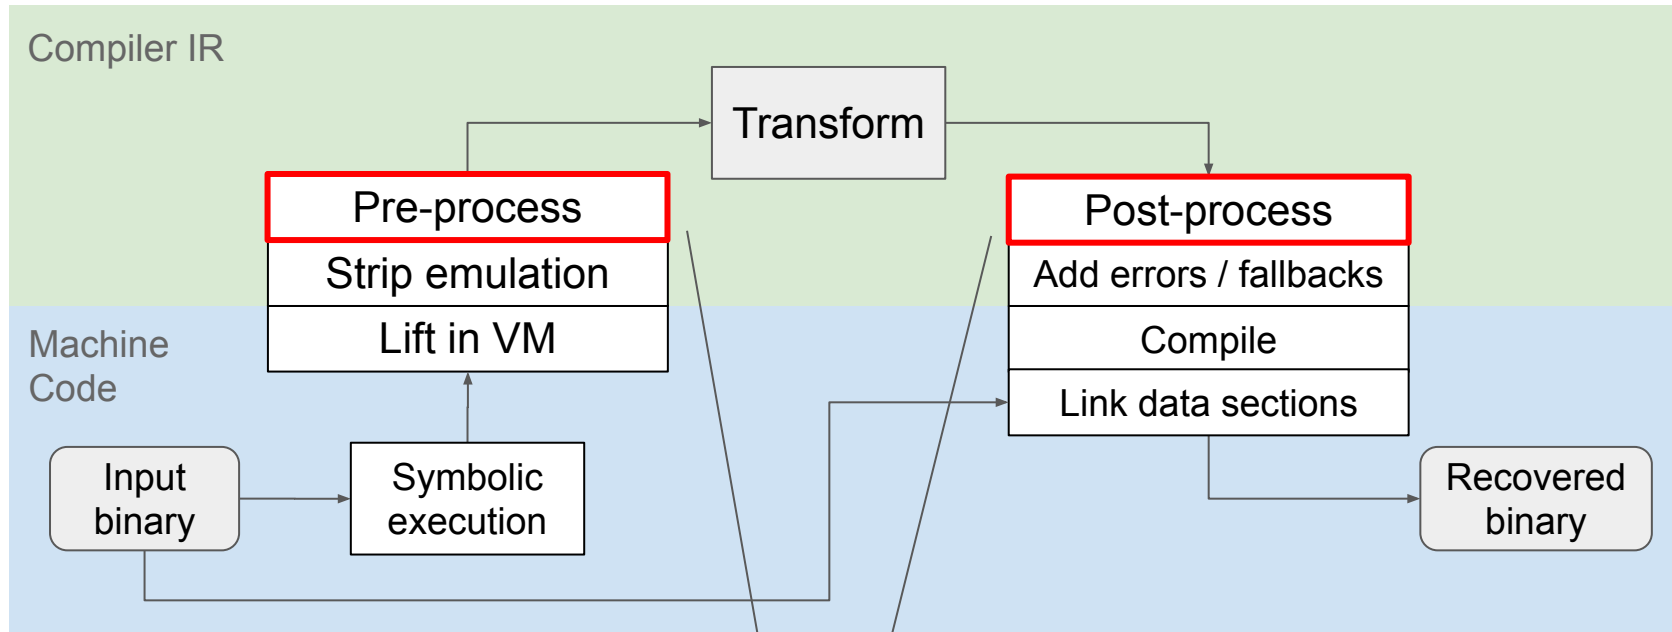 Compiler IR
Transform
Pre-process
Strip emulation
Lift in VM
Post-process
Add errors / fallbacks
Compile
Link data sections
Machine
Code
Input
binary
Symbolic
execution
Recovered
binary